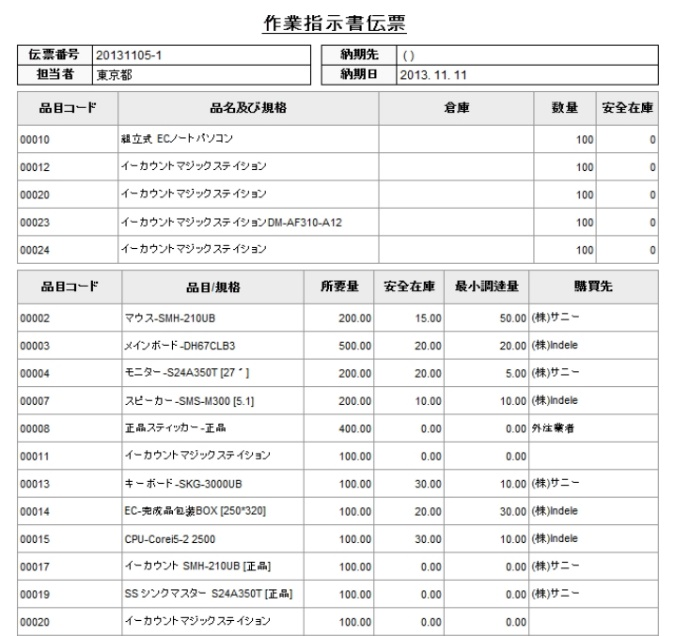 作業指示書伝票
伝票番号 20131105-1 納期先 ()
担当者 東京都 納期日 2013. 11. 11
品目コード 品名及び規格 倉庫 数量 安全在庫
00010 組立式 ECノートパソコン 100 0
00012 イーカウントマジックステイション 100 0
00020 イーカウントマジックステイション 100 0
00023 イーカウントマジックステイションDM-AF310-A12 100 0
00024 イーカウントマジックステイション 100 0
品目コード 品目/規格 所要量 安全在庫 最小調達量 購買先
00002 マウス-SMH-210UB 200.00 15.00 50.00 (株)サニー
00003 メインボード-DH67CLB3 500.00 20.00 20.00 (株)Indele
00004 モニター-S24A350T [27 ″] 200.00 20.00 5.00 (株)サニー
00007 スピーカー-SMS-M300 [5.1] 200.00 10.00 10.00 (株)Indele
00008 正品スティッカー-正品 400.00 0.00 0.00 外注業者
00011 イーカウントマジックステイション 100.00 0.00 0.00
00013 キーボード-SKG-3000UB 100.00 30.00 10.00 (株)サニー
00014 EC-完成品包装BOX [250*320] 100.00 20.00 30.00 (株)Indele
00015 CPU-Corei5-2 2500 100.00 30.00 10.00 (株)Indele
00017 イーカウント SMH-210UB [正品] 100.00 0.00 0.00 (株)サニー
00019 SSシンクマスター S24A350T [正品] 100.00 0.00 0.00 (株)サニー
00020 イーカウントマジックステイション 100.00 0.00 0.00